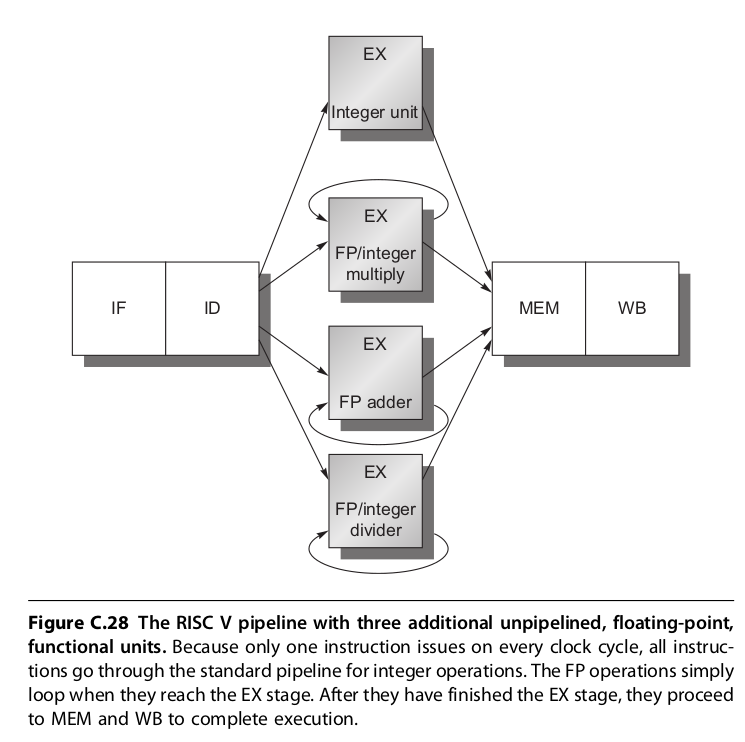 EX
Integer unit
EX
FP/integer
multiply
IF
ID
MEM
WB
EX
FP adder
EX
FP/integer
divider
Figure C.28 The RISC V pipeline with three additional unpipelined, floating-point,
functional units. Because only one instruction issues on every clock cycle, all instruc-
tions go through the standard pipeline for integer operations. The FP operations simply
loop when they reach the EX stage. After they have finished the EX stage, they proceed
to MEM and WB to complete execution.